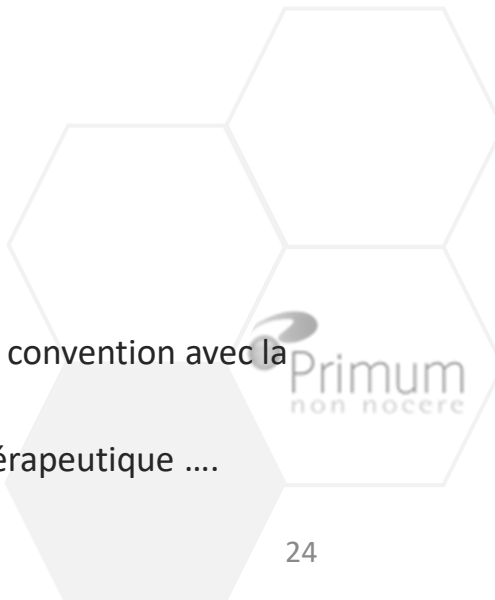 convention avec la
Primum
non nocere
érapeutique ....
24